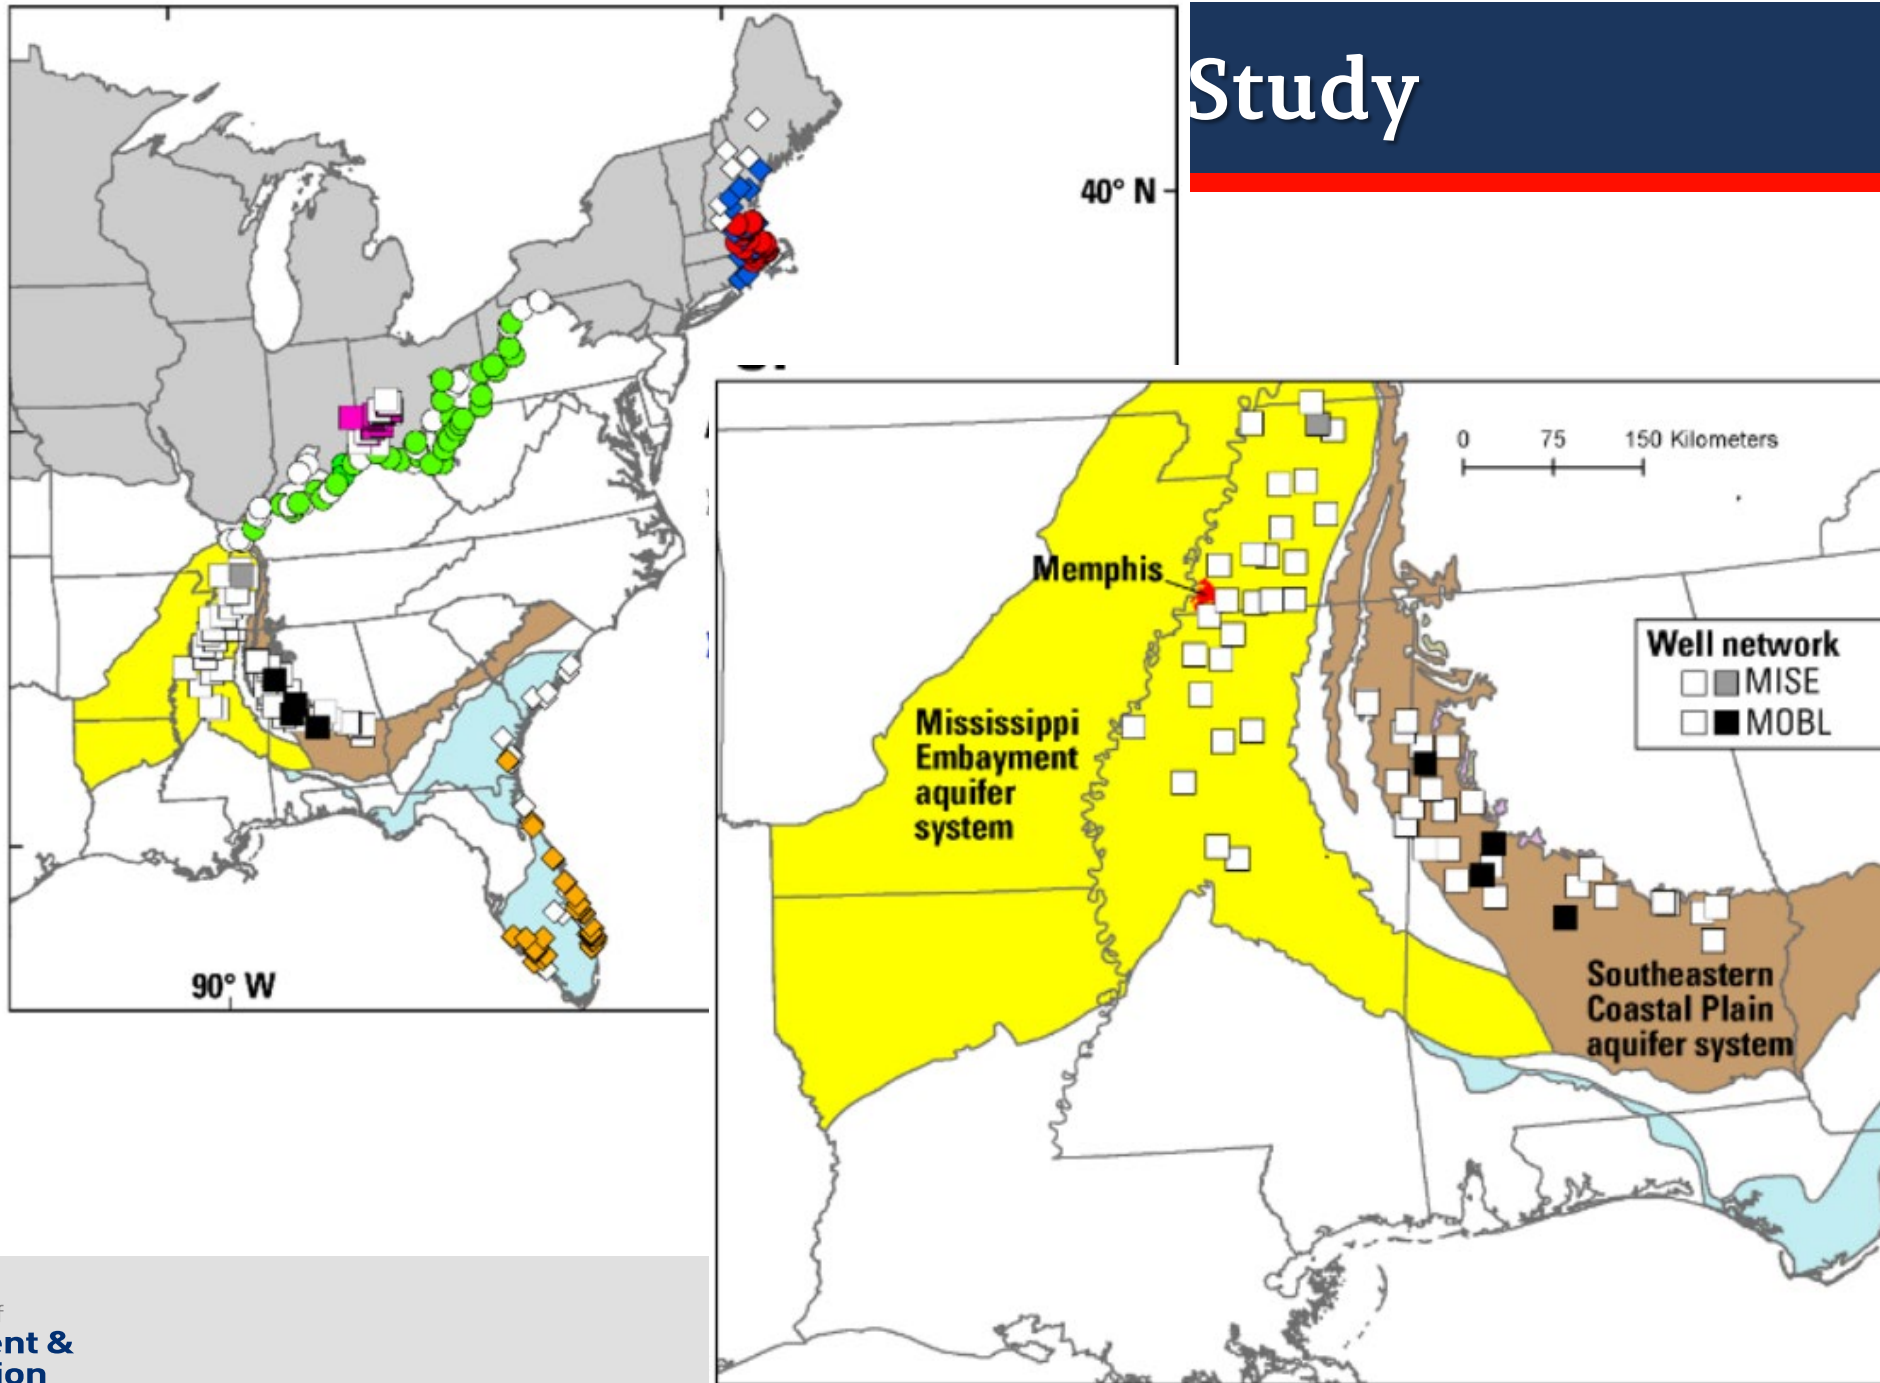 Study
40° N
0 75 150 Kilometers
Memphis
Well network
MISE
MOBL
Mississippi
Embayment
aquifer
system
Southeastern
Coastal Plain
aquifer system
90° W
ent &
ion